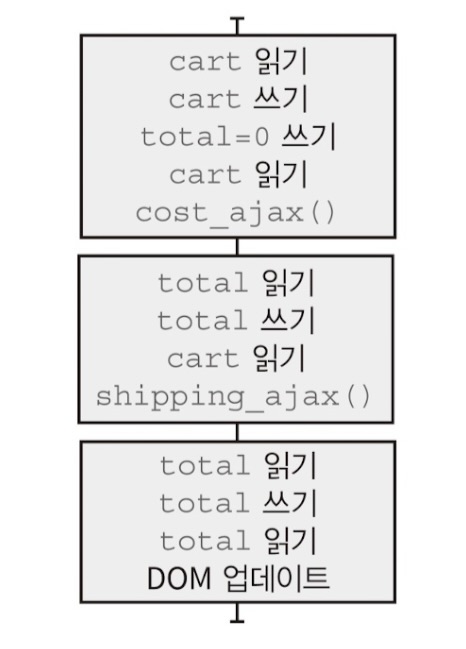 cart 읽기
cart 쓰기
total=0 쓰기
cart 읽기
cost_ajax()
total 읽기
total 쓰기
cart 읽기
shipping_ajax()
total 읽기
total 쓰기
total 읽기
DOM 업데이트